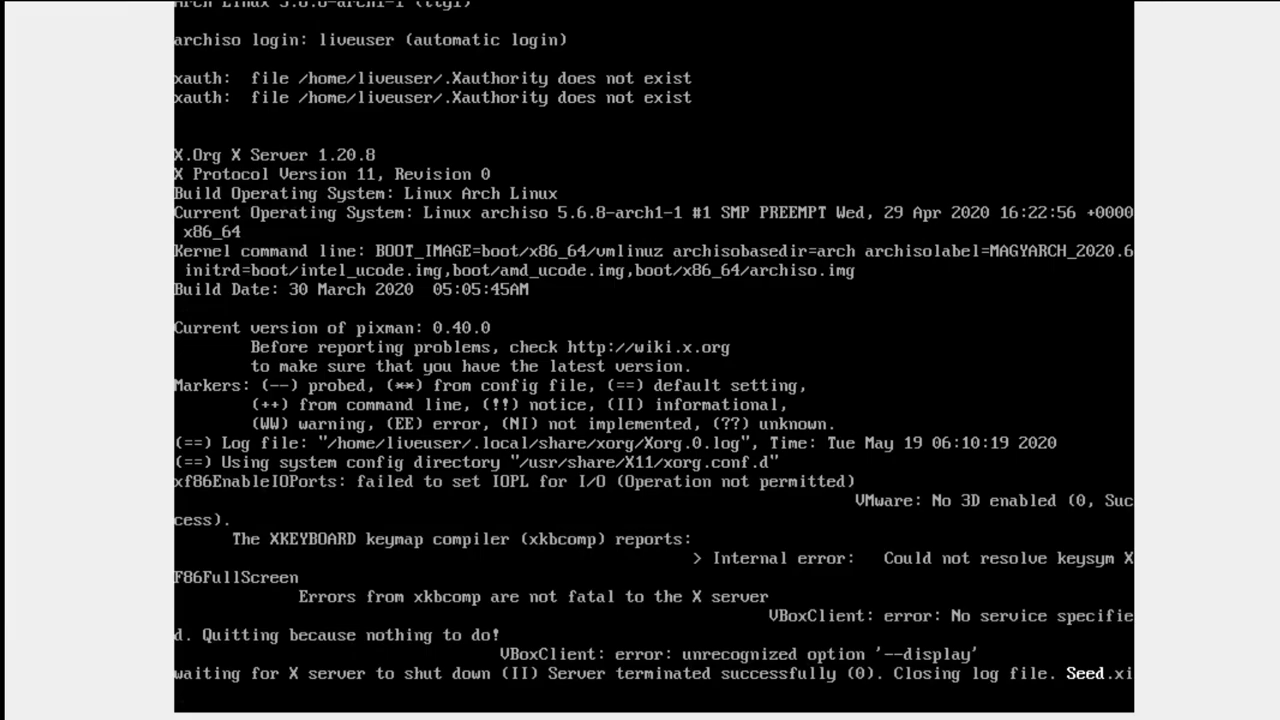 Arch Linux 5.6.8-arch1-1 (tty1)
archiso login: liveuser (automatic login)
xauth:  file /home/liveuser/.Xauthority does not exist
xauth:  file /home/liveuser/.Xauthority does not exist
X.Org X Server 1.20.8
X Protocol Version 11, Revision 0
Build Operating System: Linux Arch Linux
Current Operating System: Linux archiso 5.6.8-arch1-1 #1 SMP PREEMPT Wed, 29 Apr 2020 16:22:56 +0000
x86_64
Kernel command line: BOOT_IMAGE=boot/x86_64/vmlinuz archisobasedir=arch archisolabel=MAGYARCH_2020.6
initrd=boot/intel_ucode.img,boot/amd_ucode.img,boot/x86_64/archiso.img
Build Date: 30 March 2020  05:05:45AM
Current version of pixman: 0.40.0
Before reporting problems, check http://wiki.x.org
to make sure that you have the latest version.
Markers: (--) probed, (**) from config file, (==) default setting,
(++) from command line, (!!) notice, (II) informational,
(WW) warning, (EE) error, (NI) not implemented, (??) unknown.
(==) Log file: "/home/liveuser/.local/share/xorg/Xorg.0.log", Time: Tue May 19 06:10:19 2020
(==) Using system config directory "/usr/share/X11/xorg.conf.d"
xf86EnableIOPorts: failed to set IOPL for I/O (Operation not permitted)
VMware: No 3D enabled (0, Suc
cess).
The XKEYBOARD keymap compiler (xkbcomp) reports:
> Internal error:   Could not resolve keysym X
F86FullScreen
Errors from xkbcomp are not fatal to the X server
VBoxClient: error: No service specifie
d. Quitting because nothing to do!
VBoxClient: error: unrecognized option '--display'
waiting for X server to shut down (II) Server terminated successfully (0). Closing log file. Seed.xi